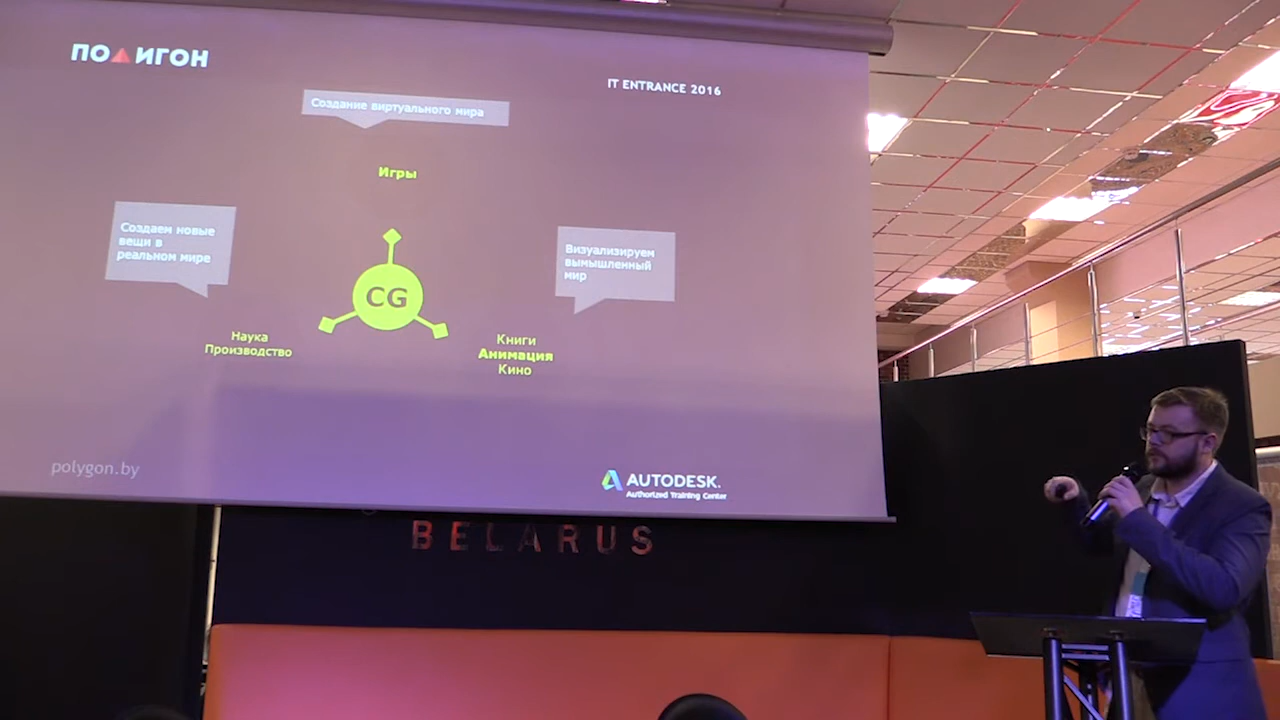 ПОЛИГОН
IT ENTRANCE 2016
Создание виртуального мира
Игры
Создаем новые
вещи в
реальном мире
Визуализируем
вымышленный
мир
CG
Наука
Производство
Книги
Анимация
Кино
polygon.by
AUTODESK.
Authorized Training Center
BELARUS